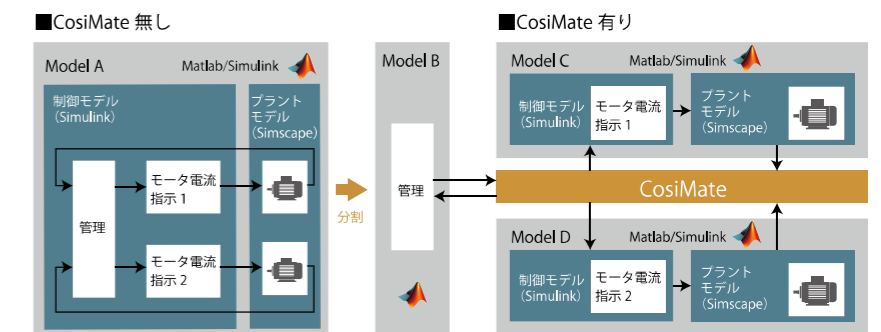 ■CosiMate 無し
Model A
Matlab/Simulink
制御モデル
(Simulink)
プラント
モデル
(Simscape)
管理
モータ電流
指示 1
モータ電流
指示 2
分割
Model B
管理
■CosiMate 有り
Model C
Matlab/Simulink
制御モデル
(Simulink)
モータ電流
指示 1
プラント
モデル
(Simscape)
CosiMate
Model D
Matlab/Simulink
制御モデル
(Simulink)
モータ電流
指示 2
プラント
モデル
(Simscape)